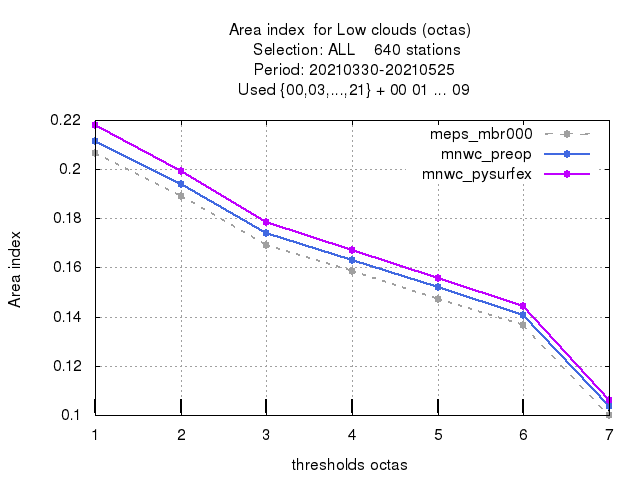 Area index for Low clouds (octas)
Selection: ALL 640 stations
Period: 20210330-20210525
Used {00,03,...,21} + 00 01 ... 09
meps_mbr000
mnwc_preop
mnwc_pysurfex
Area index
0.22
0.2
0.18
0.16
0.14
0.12
0.1
1 2 3 4 5 6 7
thresholds octas